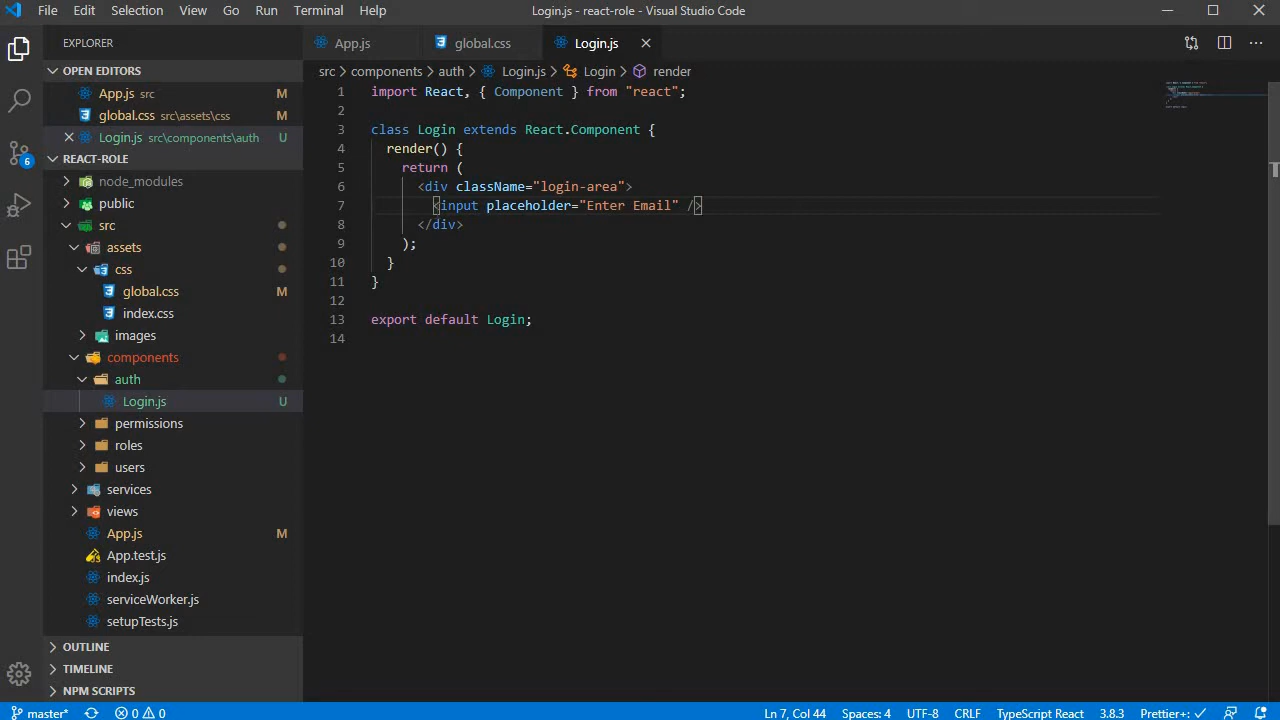 File Edit Selection View Go Run Terminal Help
Login.js - react-role - Visual Studio Code
EXPLORER
OPEN EDITORS
App.js src M
global.css src\assets\css M
Login.js src\components\auth U
REACT-ROLE
node_modules
public
src
assets
css
global.css M
index.css
images
components
auth
Login.js U
permissions
roles
users
services
views
App.js M
App.test.js
index.js
serviceWorker.js
setupTests.js
OUTLINE
TIMELINE
NPM SCRIPTS
6
App.js global.css Login.js
src > components > auth > Login.js > Login > render
1 import React, { Component } from "react";
2
3 class Login extends React.Component {
4 render() {
5 return (
6 <div className="login-area">
7 <input placeholder="Enter Email" />
8 </div>
9 );
10 }
11 }
12
13 export default Login;
14
master* 0 0 Ln 7, Col 44 Spaces: 4 UTF-8 CRLF TypeScript React 3.8.3 Prettier+: ✓